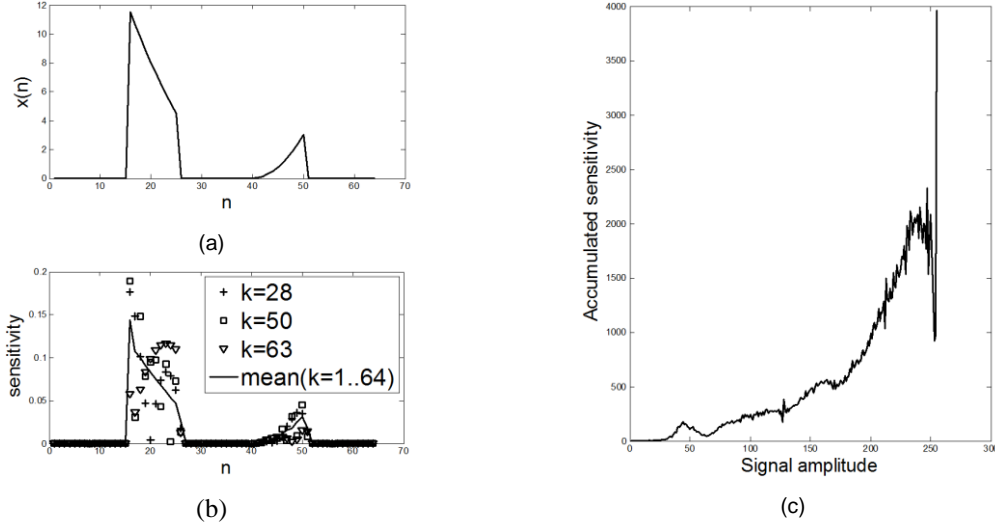 12
10
8
6
4
2
0
0 10 20 30 40 50 60 70
x(n)
n
(a)
0.2
0.15
0.1
0.05
0
0 10 20 30 40 50 60 70
sensitivity
n
k=28
k=50
k=63
mean(k=1..64)
(b)
4000
3500
3000
2500
2000
1500
1000
500
0
0 50 100 150 200 250 300
Accumulated sensitivity
Signal amplitude
(c)